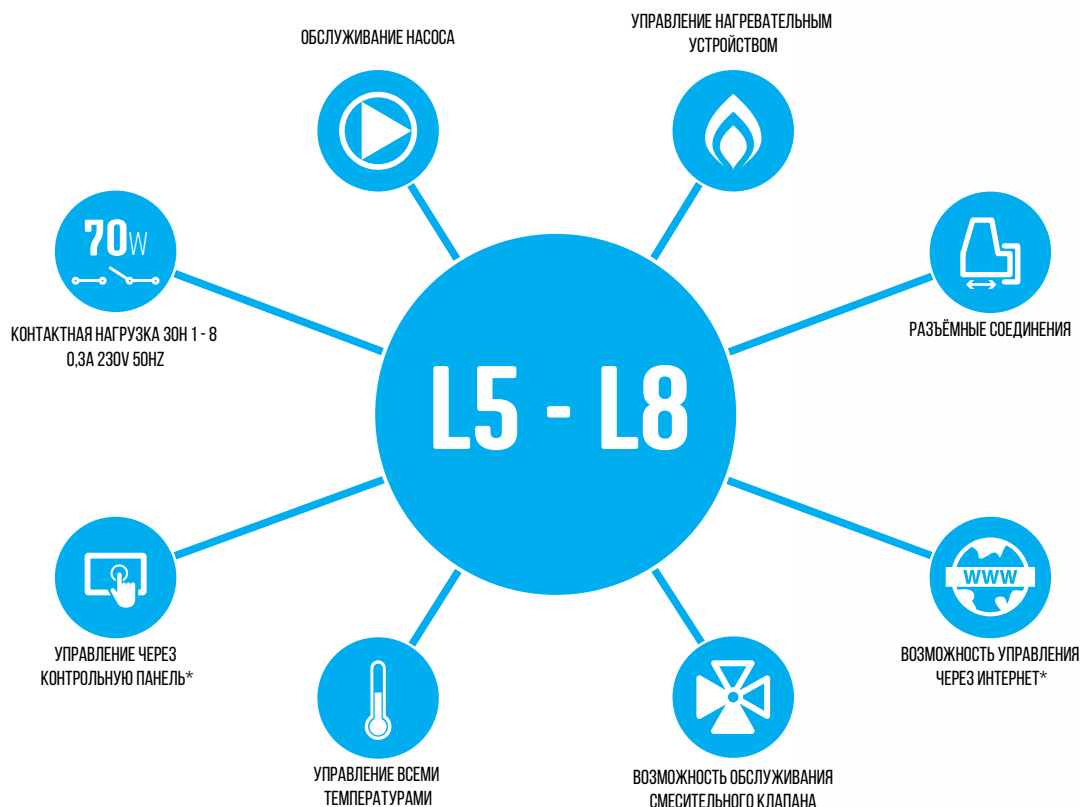 ОБСЛУЖИВАНИЕ НАСОСА
УПРАВЛЕНИЕ НАГРЕВАТЕЛЬНЫМ
УСТРОЙСТВОМ
70W
КОНТАКТНАЯ НАГРУЗКА ЗОН 1 - 8
0,3A 230V 50HZ
РАЗЪЁМНЫЕ СОЕДИНЕНИЯ
L5 - L8
УПРАВЛЕНИЕ ЧЕРЕЗ
КОНТРОЛЬНУЮ ПАНЕЛЬ*
WWW
ВОЗМОЖНОСТЬ УПРАВЛЕНИЯ
ЧЕРЕЗ ИНТЕРНЕТ*
УПРАВЛЕНИЕ ВСЕМИ
ТЕМПЕРАТУРАМИ
ВОЗМОЖНОСТЬ ОБСЛУЖИВАНИЯ
СМЕСИТЕЛЬНОГО КЛАПАНА